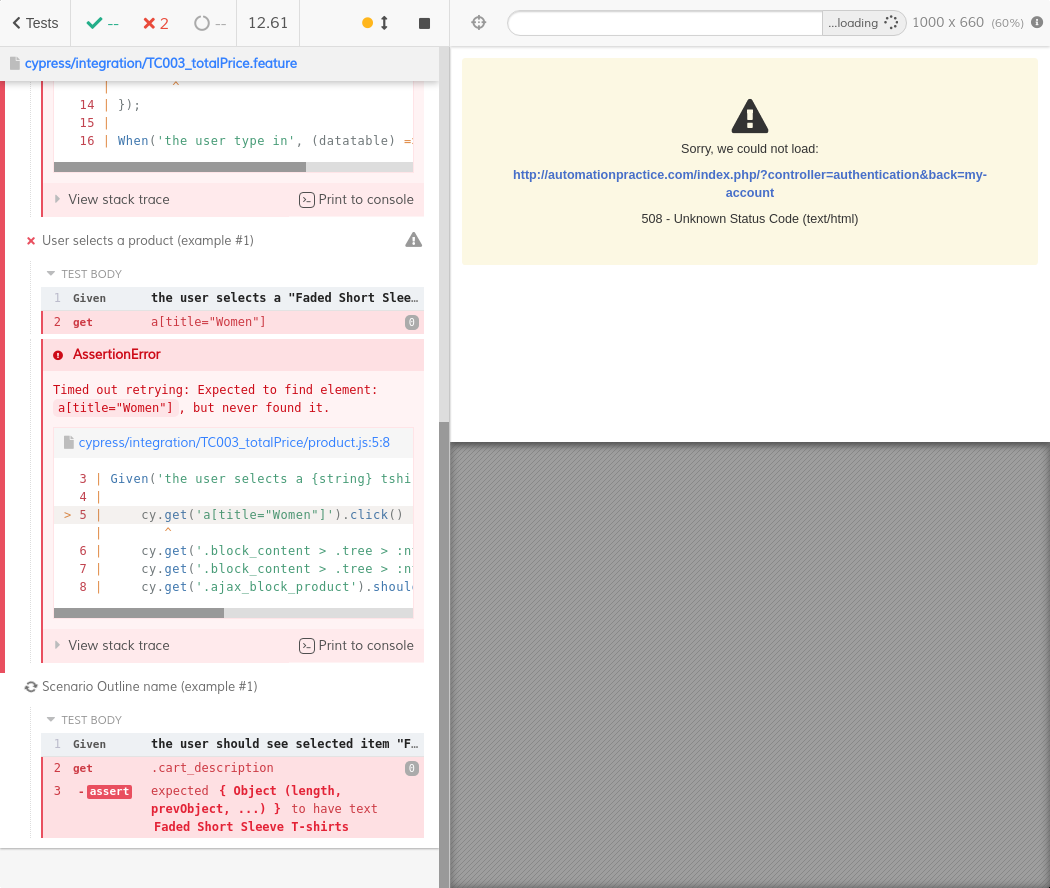 Tests
--
2
--
12.61
...loading
1000 x 660 (60%)
cypress/integration/TC003_totalPrice.feature
| ^
14 | });
15 |
16 | When('the user type in', (datatable) =
View stack trace
Print to console
User selects a product (example #1)
TEST BODY
1 Given the user selects a "Faded Short Slee…
2 get a[title="Women"] 0
AssertionError
Timed out retrying: Expected to find element:
a[title="Women"] , but never found it.
cypress/integration/TC003_totalPrice/product.js:5:8
3 | Given('the user selects a {string} tshi
4 |
> 5 | cy.get('a[title="Women"]').click()
| ^
6 | cy.get('.block_content > .tree > :n
7 | cy.get('.block_content > .tree > :n
8 | cy.get('.ajax_block_product').shoul
View stack trace
Print to console
Scenario Outline name (example #1)
TEST BODY
1 Given the user should see selected item "F…
2 get .cart_description 0
3 -assert expected { Object (length,
prevObject, ...) } to have text
Faded Short Sleeve T-shirts
Sorry, we could not load:
http://automationpractice.com/index.php/?controller=authentication&back=my-
account
508 - Unknown Status Code (text/html)